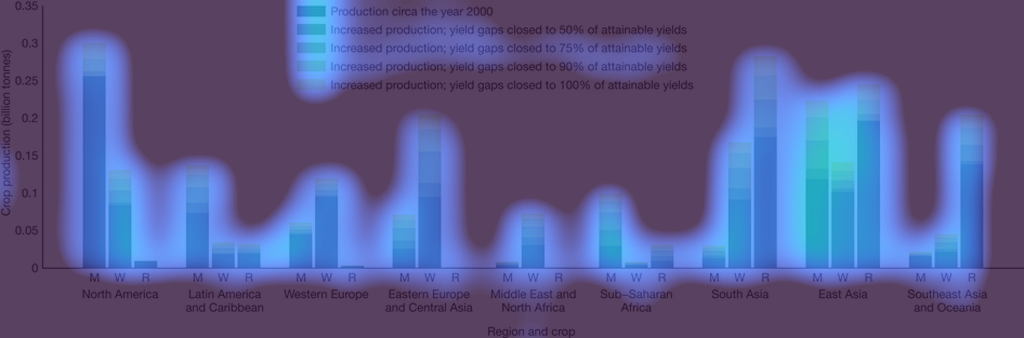 0.35
Production circa the year 2000
Increased production; yield gaps closed to 50% of attainable yields
0.3
Increased production; yield gaps closed to 75% of attainable yields
Increased production; yield gaps closed to 90% of attainable yields
0.25
Increased production; yield gaps closed to 100% of attainable yields
0.2
0.15
0.1
0.05
0
Crop production (billion tonnes)
M W R M W R M W R M W R M W R M W R M W R M W R M W R
North America Latin America Western Europe Eastern Europe Middle East and Sub–Saharan South Asia East Asia Southeast Asia
and Caribbean and Central Asia North Africa Africa and Oceania
Region and crop